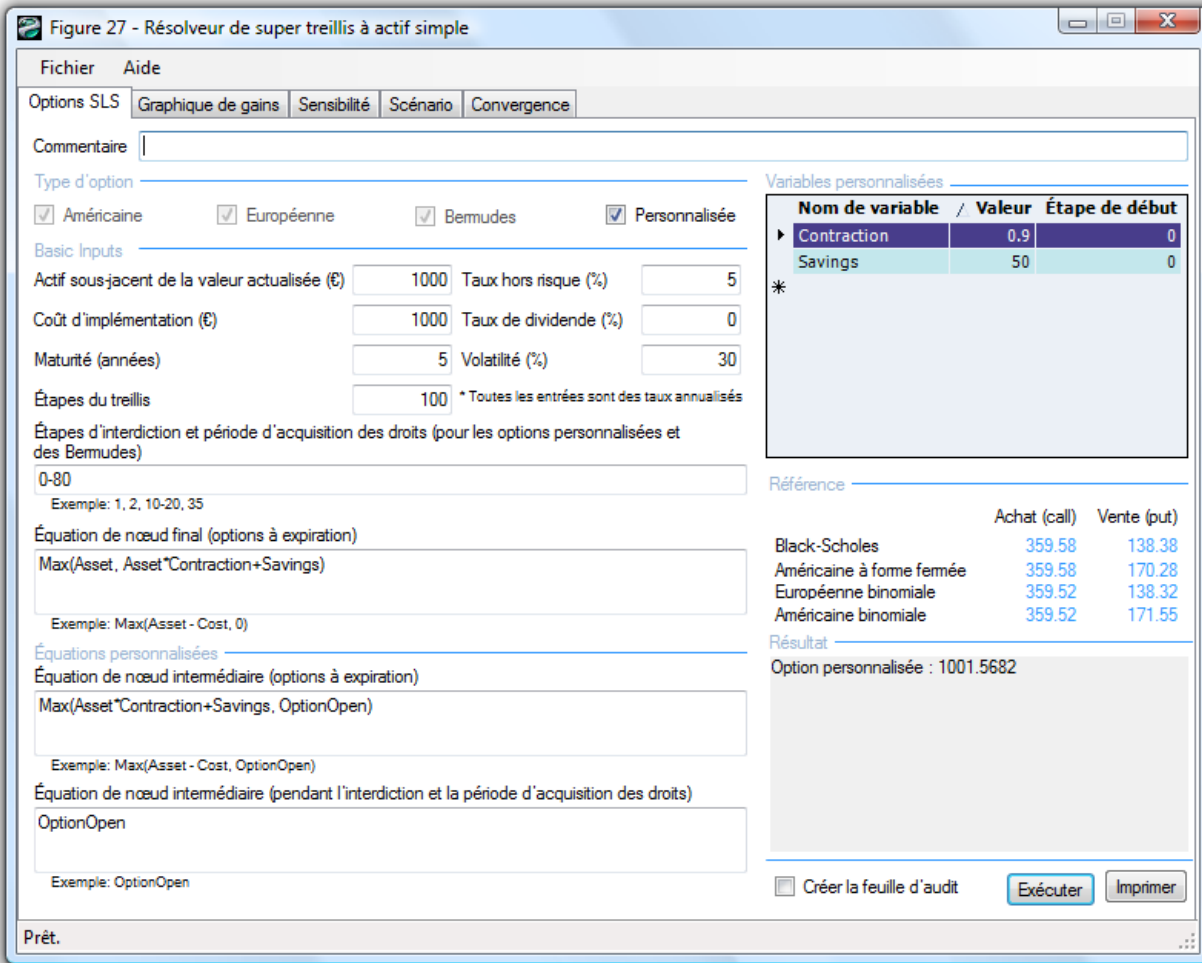 Figure 27 - Résolveur de super treillis à actif simple
Fichier Aide
Options SLS Graphique de gains Sensibilité Scénario Convergence
Commentaire
Type d'option
Américaine Européenne Bermudes Personnalisée
Basic Inputs
Actif sous-jacent de la valeur actualisée (€) 1000 Taux hors risque (%) 5
Coût d'implémentation (€) 1000 Taux de dividende (%) 0
Maturité (années) 5 Volatilité (%) 30
Étapes du treillis 100 * Toutes les entrées sont des taux annualisés
Étapes d'interdiction et période d'acquisition des droits (pour les options personnalisées et
des Bermudes)
0-80
Exemple: 1, 2, 10-20, 35
Équation de nœud final (options à expiration)
Max(Asset, Asset*Contraction+Savings)
Exemple: Max(Asset - Cost, 0)
Équations personnalisées
Équation de nœud intermédiaire (options à expiration)
Max(Asset*Contraction+Savings, OptionOpen)
Exemple: Max(Asset - Cost, OptionOpen)
Équation de nœud intermédiaire (pendant l'interdiction et la période d'acquisition des droits)
OptionOpen
Exemple: OptionOpen
Variables personnalisées
Nom de variable Valeur Étape de début
Contraction 0.9 0
Savings 50 0
Référence
Achat (call) Vente (put)
Black-Scholes 359.58 138.38
Américaine à forme fermée 359.58 170.28
Européenne binomiale 359.52 138.32
Américaine binomiale 359.52 171.55
Résultat
Option personnalisée : 1001.5682
Créer la feuille d'audit Exécuter Imprimer
Prêt.